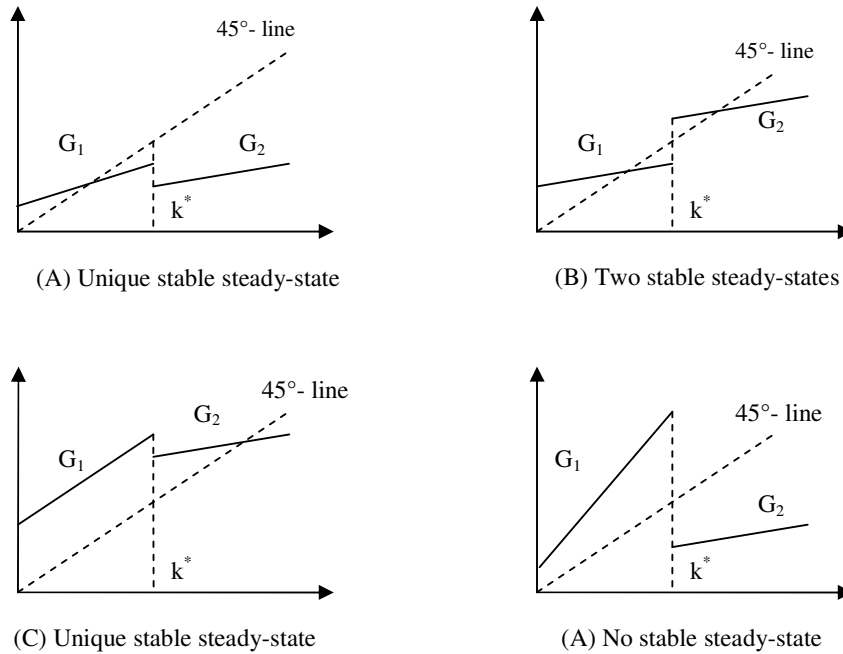 45°- line
G₁
G₂
k*
(A) Unique stable steady-state
45°- line
G₁
G₂
k*
(B) Two stable steady-states
45°- line
G₂
G₁
k*
(C) Unique stable steady-state
45°- line
G₁
G₂
k*
(A) No stable steady-state